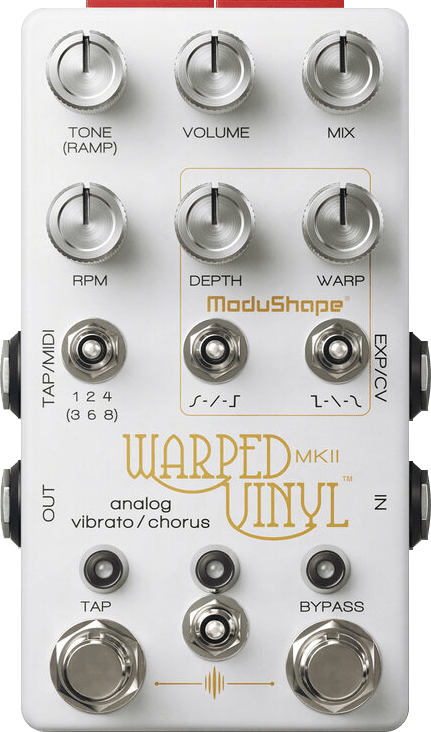 TONE
(RAMP)
VOLUME
MIX
RPM
DEPTH
WARP
ModuShape®
TAP/MIDI
EXP/CV
1 2 4
(3 6 8)
WARPED MKII
VINYL™
analog
vibrato/chorus
OUT
IN
TAP
BYPASS